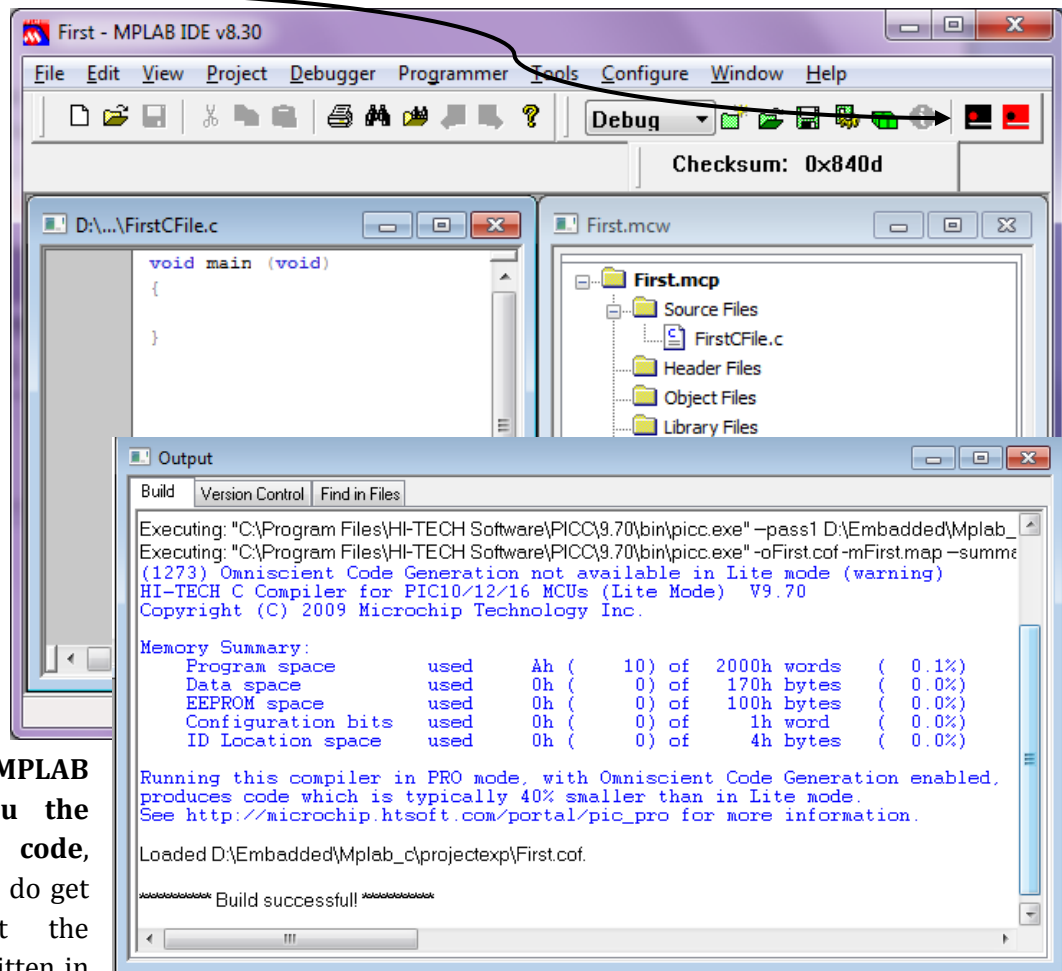 First - MPLAB IDE v8.30
File Edit View Project Debugger Programmer Tools Configure Window Help
Debug
Checksum: 0x840d
D:\...\FirstCFile.c
void main (void)
{
}
First.mcw
First.mcp
Source Files
FirstCFile.c
Header Files
Object Files
Library Files
Output
Build Version Control Find in Files
Executing: "C:\Program Files\HI-TECH Software\PICC\9.70\bin\picc.exe" --pass1 D:\Embadded\Mplab_
Executing: "C:\Program Files\HI-TECH Software\PICC\9.70\bin\picc.exe" -oFirst.cof -mFirst.map --summa
(1273) Omniscient Code Generation not available in Lite mode (warning)
HI-TECH C Compiler for PIC10/12/16 MCUs (Lite Mode) V9.70
Copyright (C) 2009 Microchip Technology Inc.
Memory Summary:
Program space used Ah ( 10) of 2000h words ( 0.1%)
Data space used 0h ( 0) of 170h bytes ( 0.0%)
EEPROM space used 0h ( 0) of 100h bytes ( 0.0%)
Configuration bits used 0h ( 0) of 1h word ( 0.0%)
ID Location space used 0h ( 0) of 4h bytes ( 0.0%)
Running this compiler in PRO mode, with Omniscient Code Generation enabled,
produces code which is typically 40% smaller than in Lite mode.
See http://microchip.htsoft.com/portal/pic_pro for more information.
Loaded D:\Embadded\Mplab_c\projectexp\First.cof.
********** Build successful! **********
MPLAB
u the
code,
do get
t the
itten in